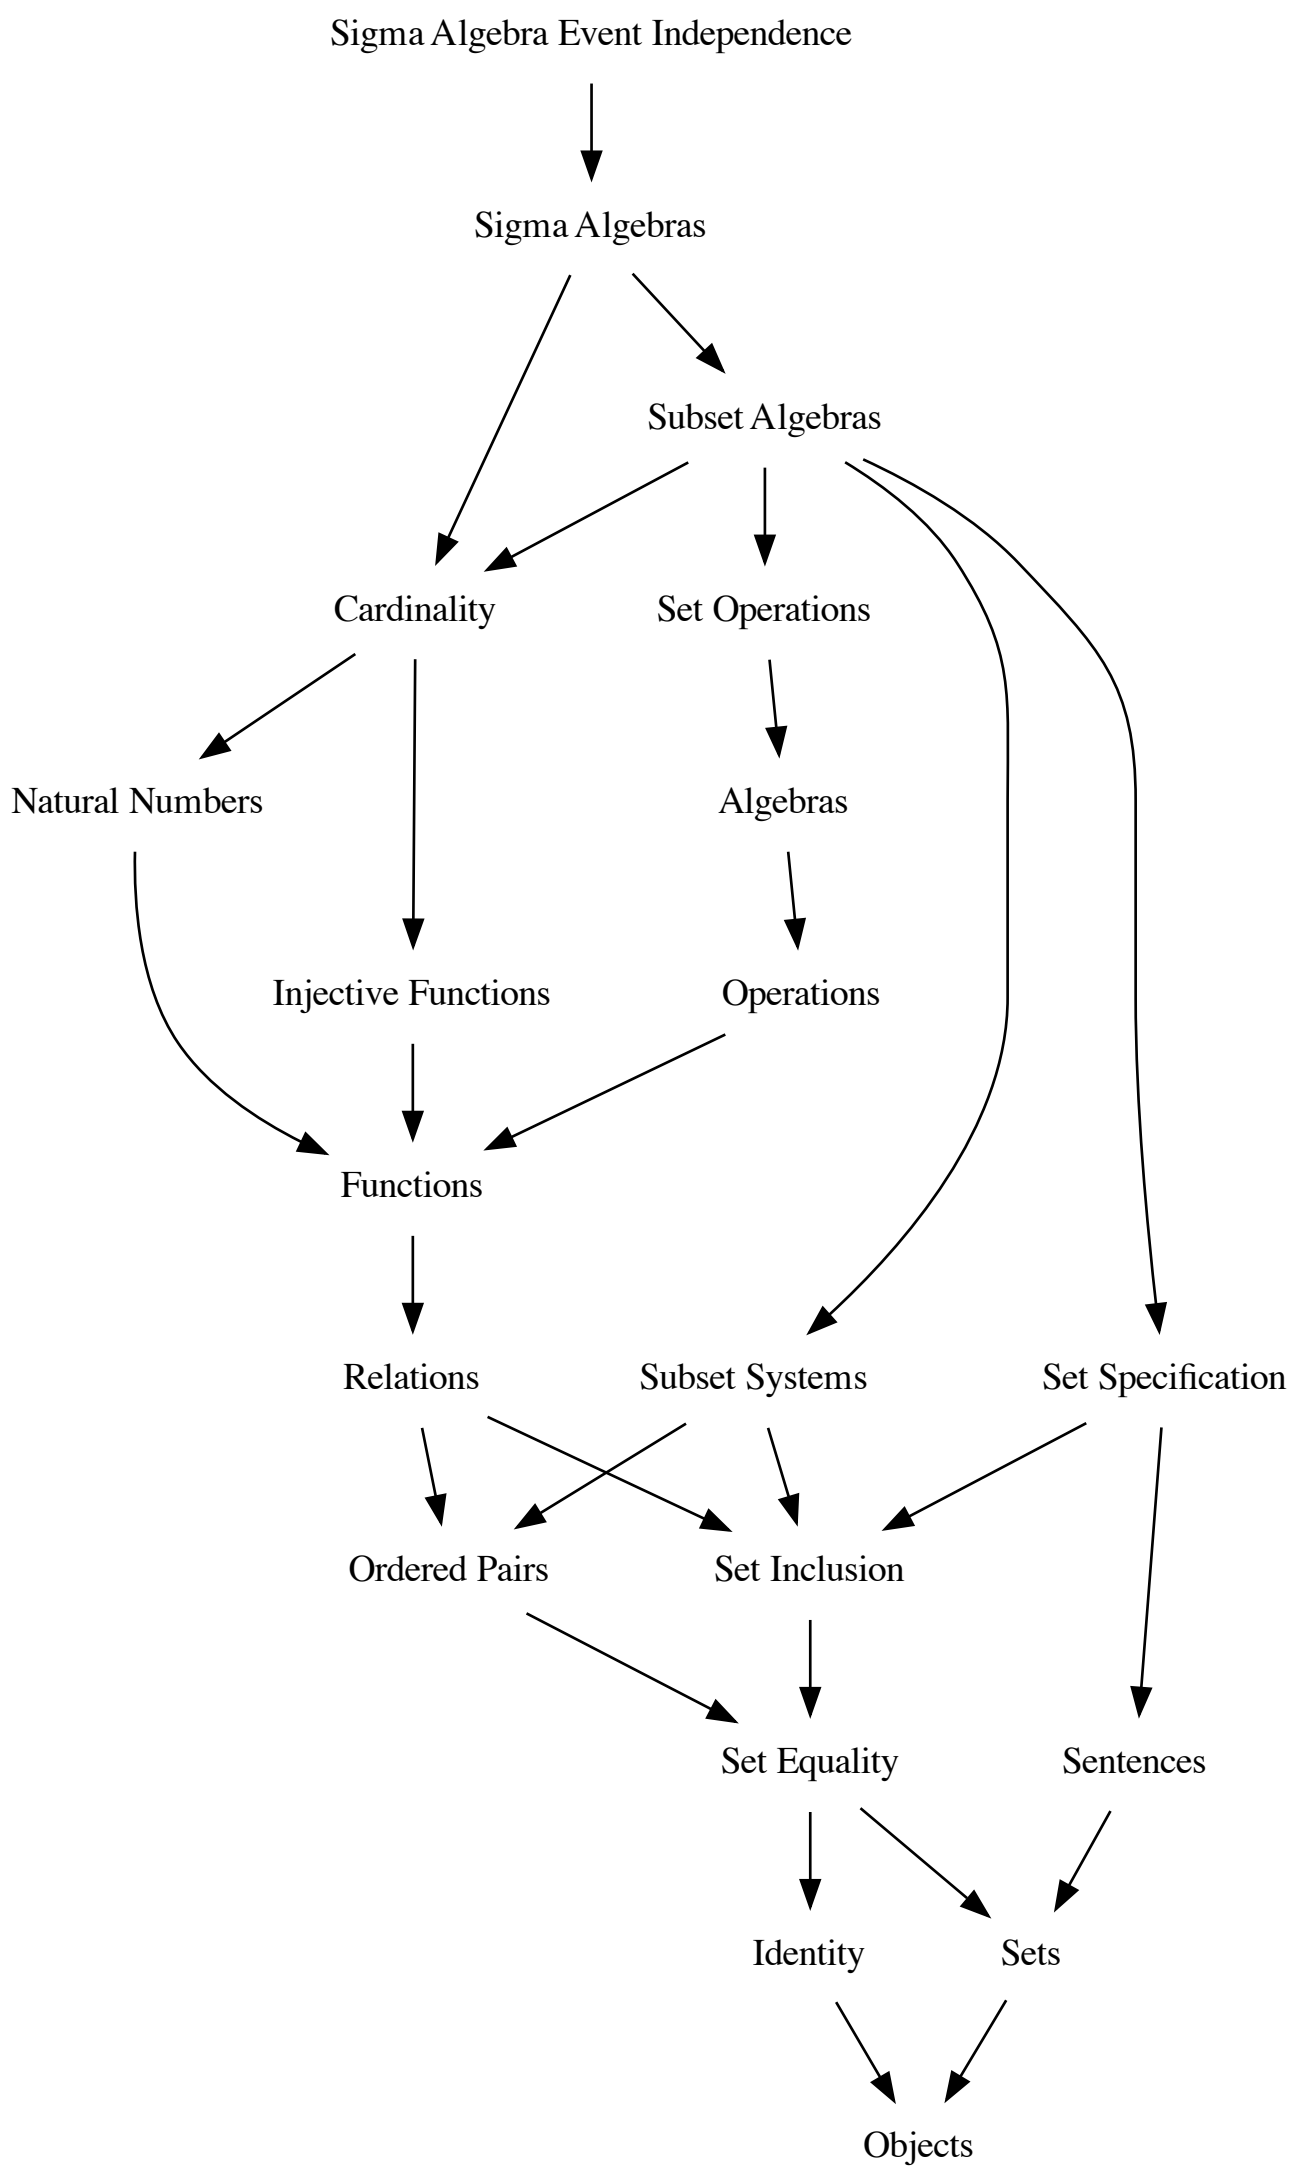 Sigma Algebra Event Independence
Sigma Algebras
Subset Algebras
Cardinality
Set Operations
Natural Numbers
Algebras
Injective Functions
Operations
Functions
Relations
Subset Systems
Set Specification
Ordered Pairs
Set Inclusion
Set Equality
Sentences
Identity
Sets
Objects